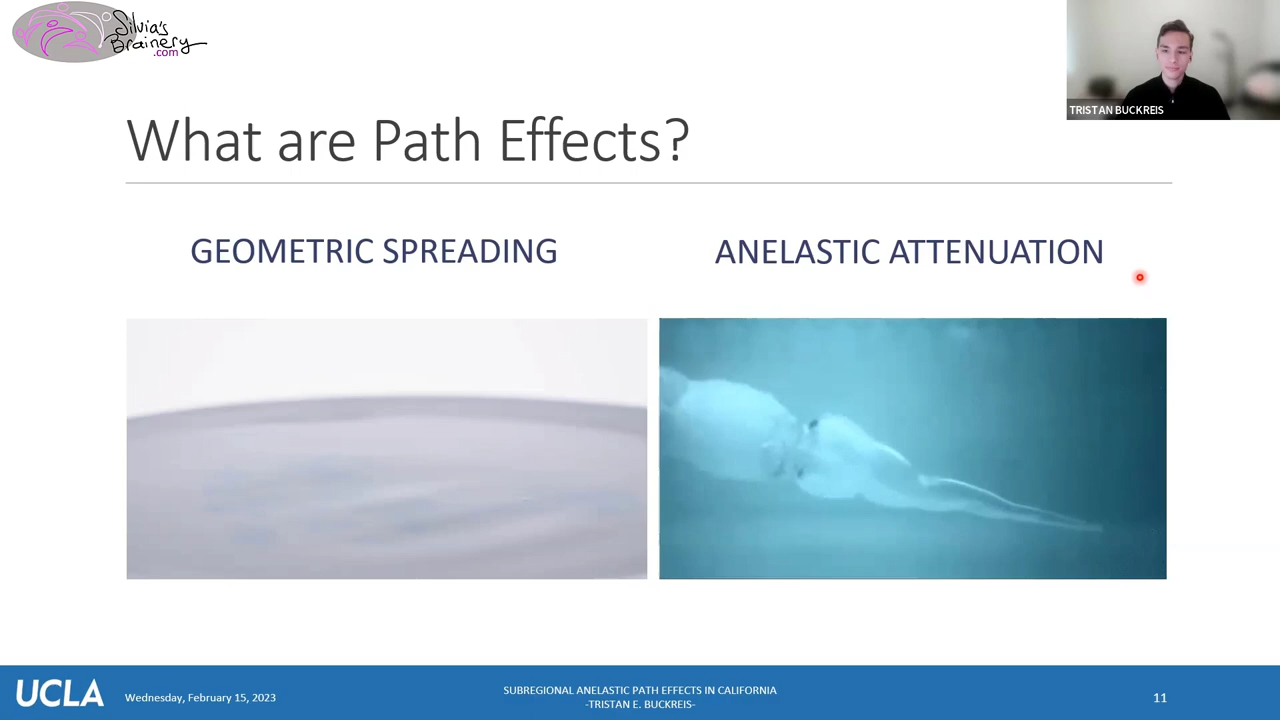 Silvia's
Brainery
.com
TRISTAN BUCKREIS
What are Path Effects?
GEOMETRIC SPREADING
ANELASTIC ATTENUATION
UCLA
Wednesday, February 15, 2023
SUBREGIONAL ANELASTIC PATH EFFECTS IN CALIFORNIA
-TRISTAN E. BUCKREIS-
11